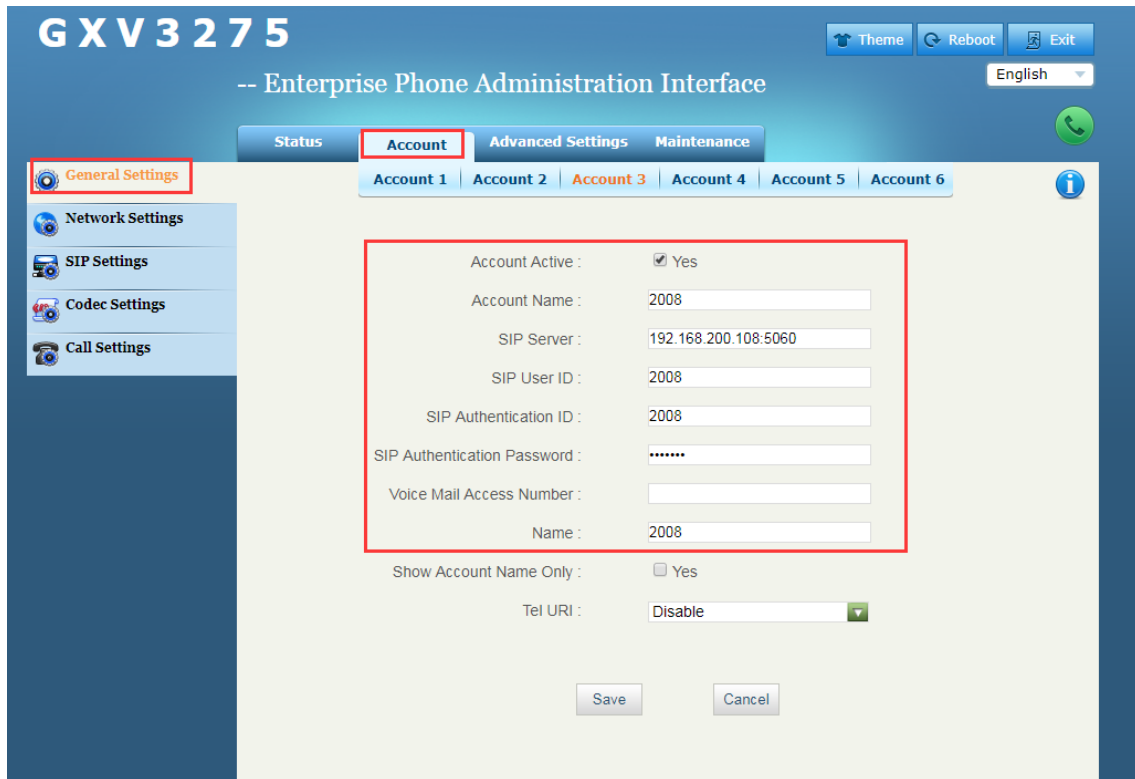 GXV3275
Theme Reboot Exit
-- Enterprise Phone Administration Interface
English
Status Account Advanced Settings Maintenance
General Settings
Account 1 Account 2 Account 3 Account 4 Account 5 Account 6
Network Settings
SIP Settings
Codec Settings
Call Settings
Account Active : Yes
Account Name : 2008
SIP Server : 192.168.200.108:5060
SIP User ID : 2008
SIP Authentication ID : 2008
SIP Authentication Password : •••••••
Voice Mail Access Number :
Name : 2008
Show Account Name Only : Yes
Tel URI : Disable
Save Cancel